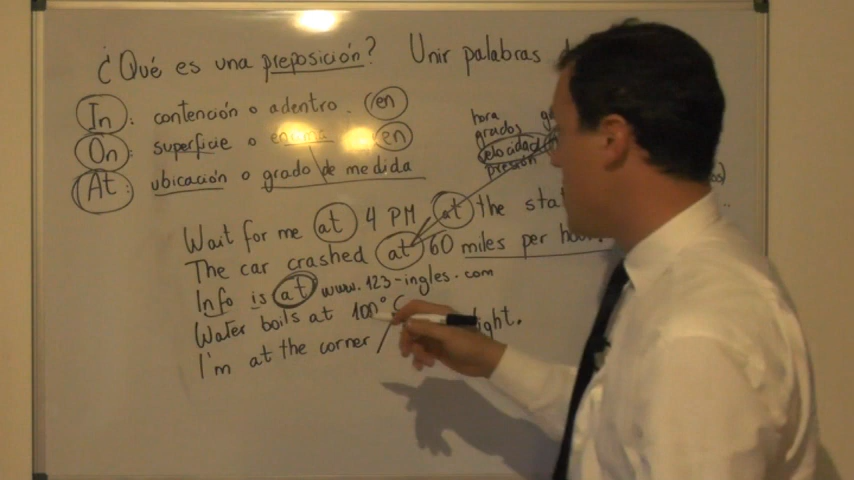 ¿Qué es una preposición? Unir palabras
In: contención o adentro. en
On: superficie o encima en
At: ubicación o grado de medida
hora
grados
velocidad
presión
Wait for me at 4 PM at the
The car crashed at 60 miles per hour.
Info is at www.123-ingles.com
Water boils at 100°C
I'm at the corner /